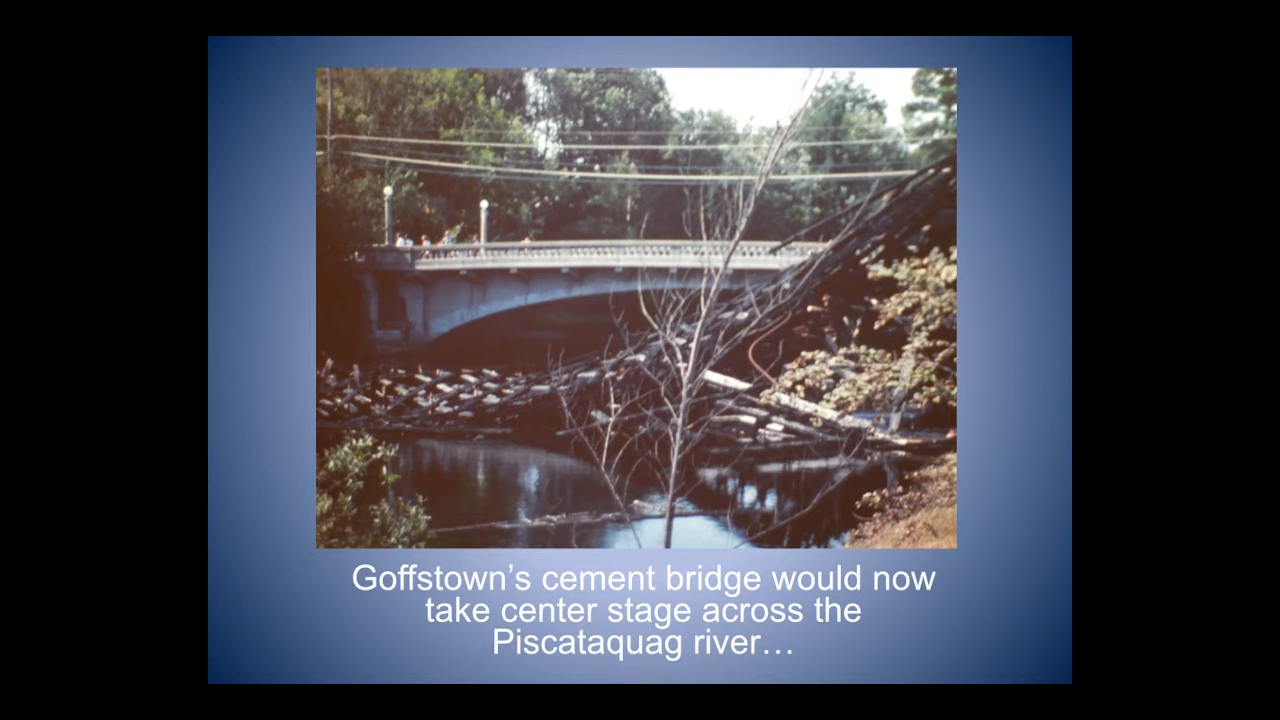 Goffstown’s cement bridge would now
take center stage across the
Piscataquag river…